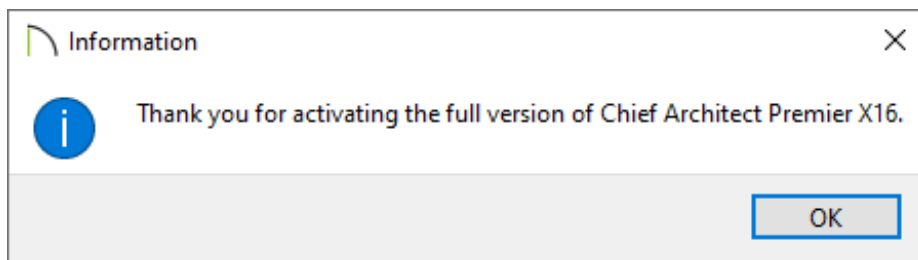 Information
Thank you for activating the full version of Chief Architect Premier X16.
OK